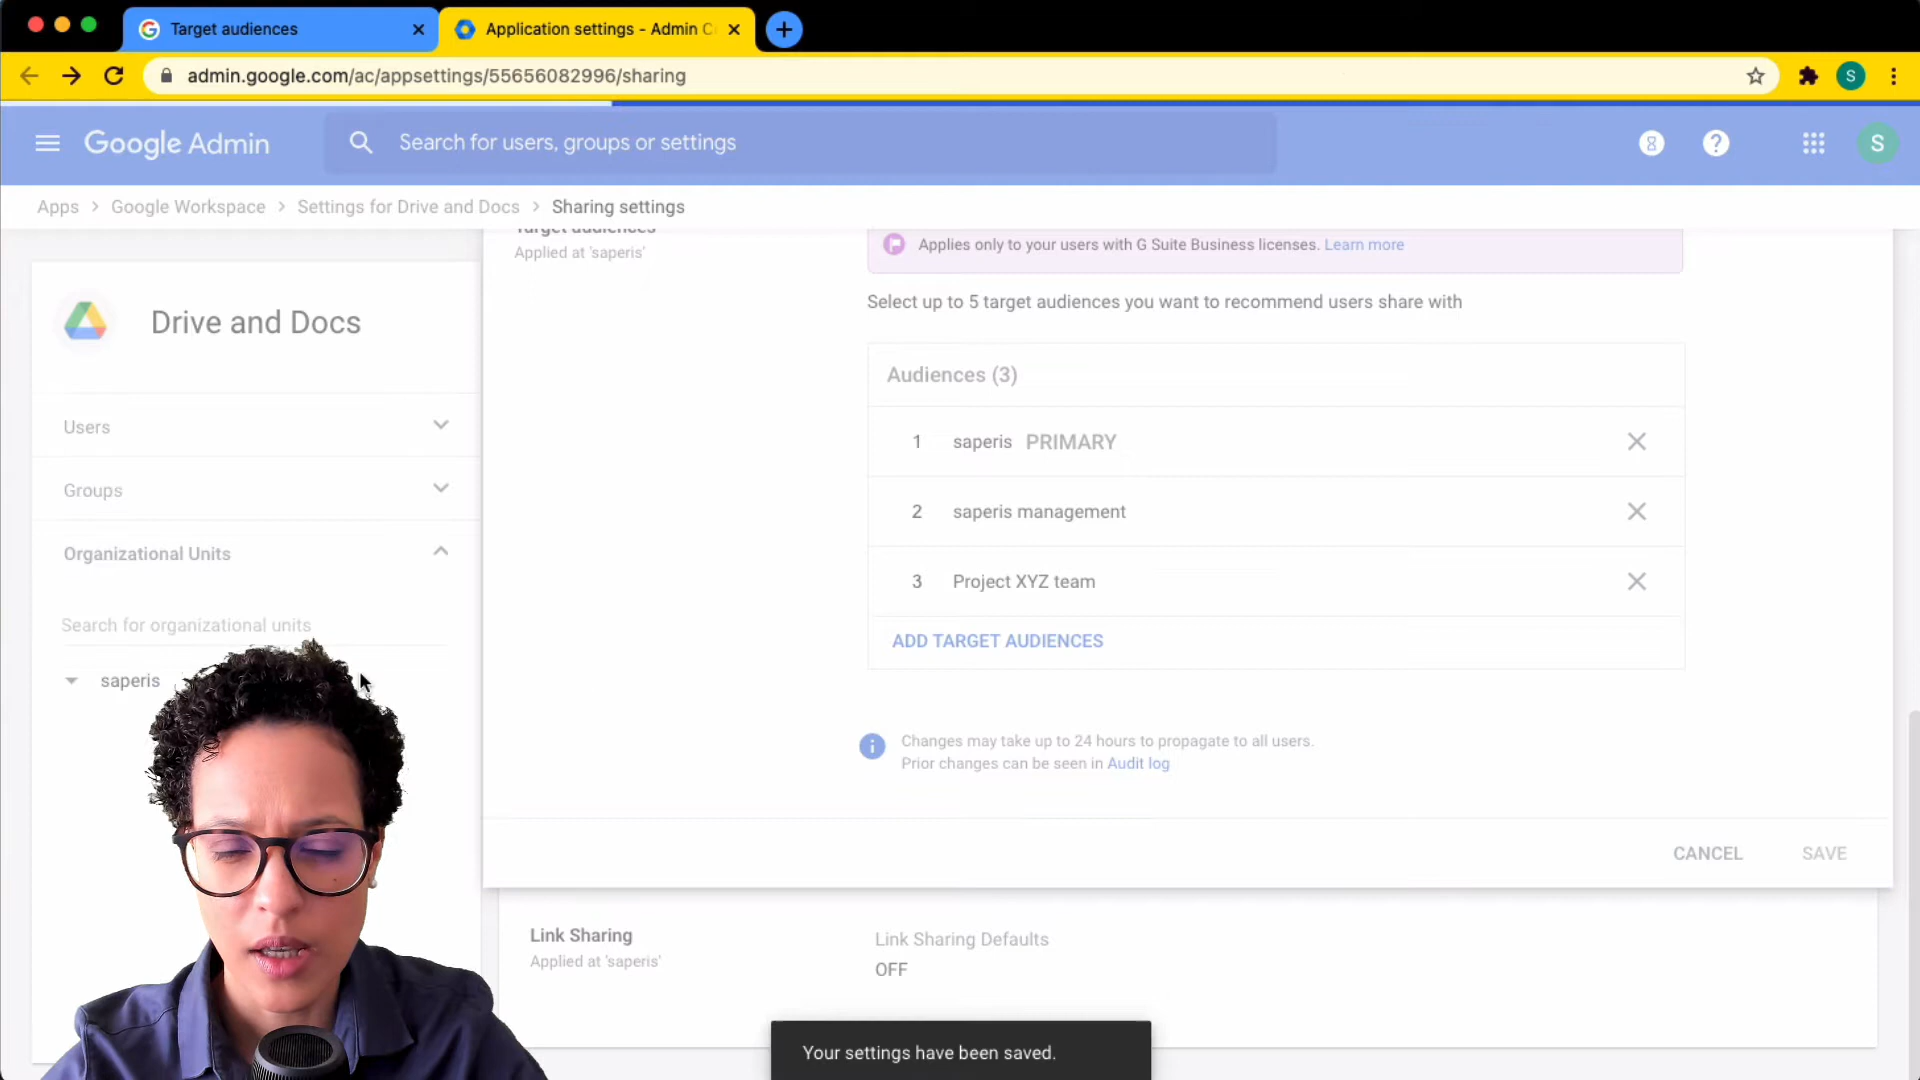 Target audiences
Application settings - Admin C
admin.google.com/ac/appsettings/55656082996/sharing
S
Google Admin
Search for users, groups or settings
S
Apps > Google Workspace > Settings for Drive and Docs > Sharing settings
Target audiences
Applied at 'saperis'
Applies only to your users with G Suite Business licenses. Learn more
Select up to 5 target audiences you want to recommend users share with
Drive and Docs
Users
Groups
Organizational Units
Search for organizational units
saperis
Audiences (3)
1 saperis PRIMARY
2 saperis management
3 Project XYZ team
ADD TARGET AUDIENCES
Changes may take up to 24 hours to propagate to all users.
Prior changes can be seen in Audit log
CANCEL SAVE
Link Sharing
Applied at 'saperis'
Link Sharing Defaults
OFF
Your settings have been saved.